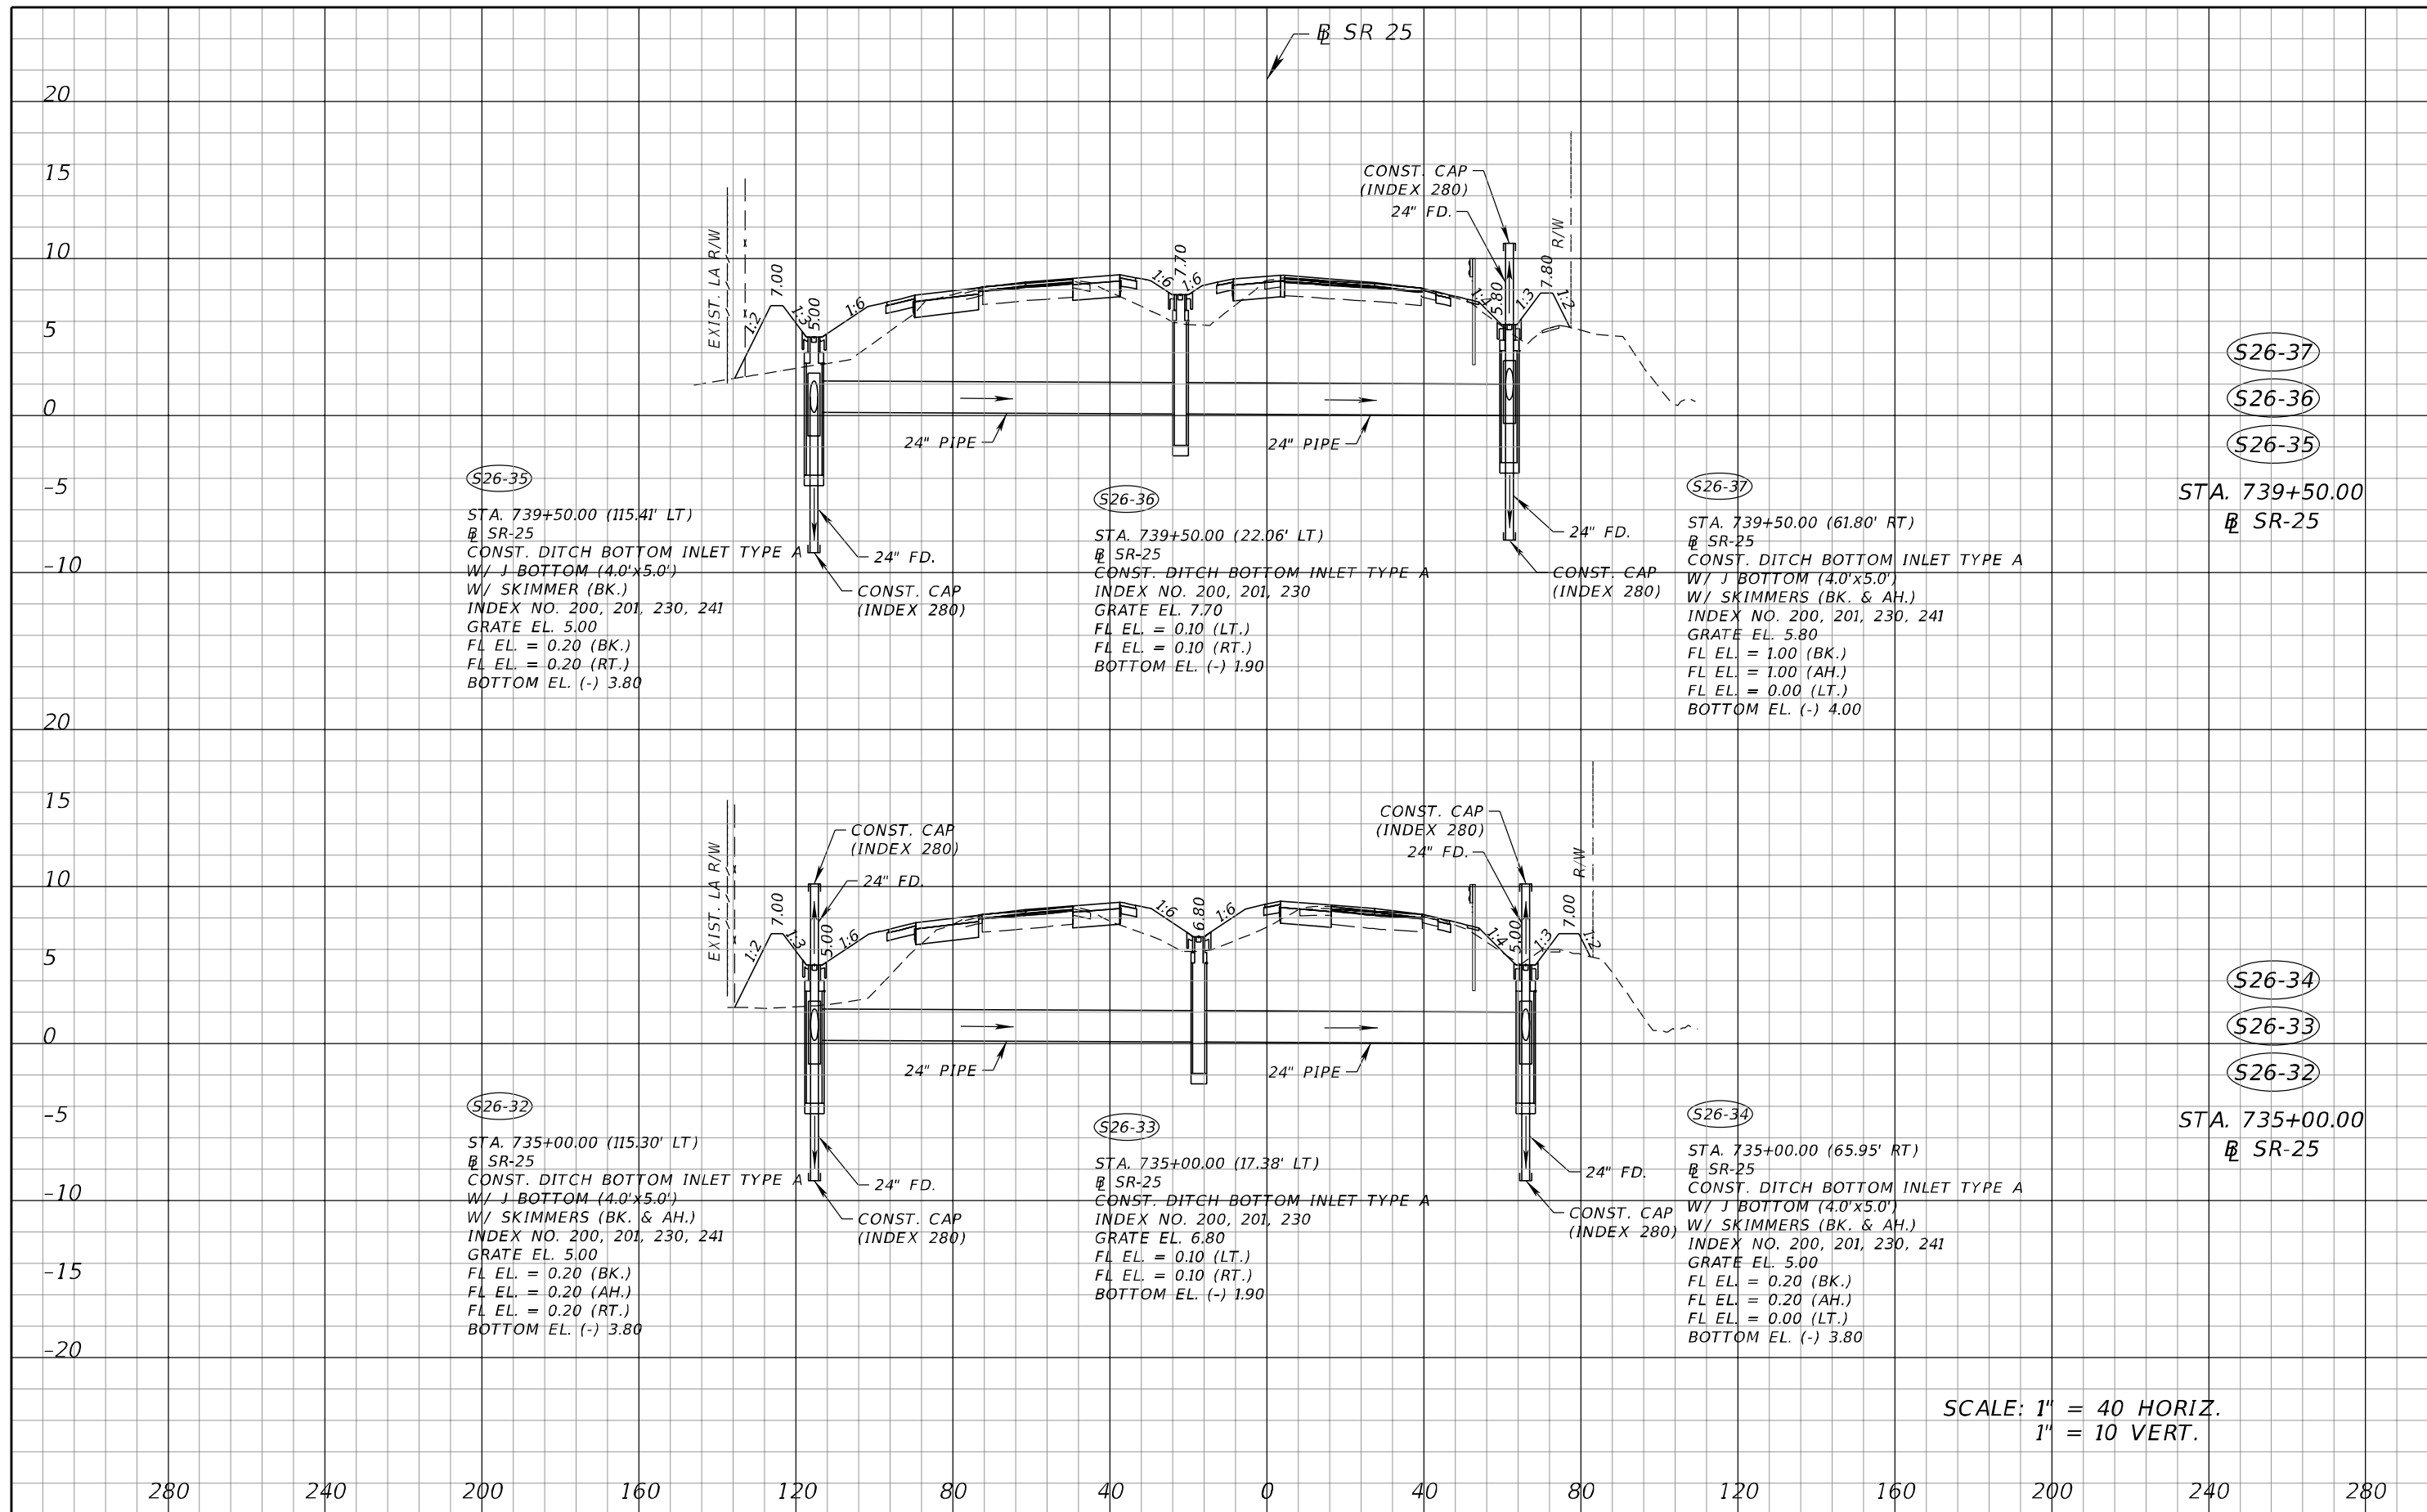 ℄ SR 25
20
15
10
5
0
-5
-10
EXIST. LA R/W
1:2
7.00
1:3
5.00
1:6
1:6
7.70
1:6
CONST. CAP
(INDEX 280)
24" FD.
1:4
5.80
1:3
7.80
1:2
R/W
24" PIPE
24" PIPE
24" FD.
CONST. CAP
(INDEX 280)
24" FD.
CONST. CAP
(INDEX 280)
S26-35
STA. 739+50.00 (115.41' LT)
℄ SR-25
CONST. DITCH BOTTOM INLET TYPE A
W/ J BOTTOM (4.0'x5.0')
W/ SKIMMER (BK.)
INDEX NO. 200, 201, 230, 241
GRATE EL. 5.00
FL EL. = 0.20 (BK.)
FL EL. = 0.20 (RT.)
BOTTOM EL. (-) 3.80
S26-36
STA. 739+50.00 (22.06' LT)
℄ SR-25
CONST. DITCH BOTTOM INLET TYPE A
INDEX NO. 200, 201, 230
GRATE EL. 7.70
FL EL. = 0.10 (LT.)
FL EL. = 0.10 (RT.)
BOTTOM EL. (-) 1.90
S26-37
STA. 739+50.00 (61.80' RT)
℄ SR-25
CONST. DITCH BOTTOM INLET TYPE A
W/ J BOTTOM (4.0'x5.0')
W/ SKIMMERS (BK. & AH.)
INDEX NO. 200, 201, 230, 241
GRATE EL. 5.80
FL EL. = 1.00 (BK.)
FL EL. = 1.00 (AH.)
FL EL. = 0.00 (LT.)
BOTTOM EL. (-) 4.00
S26-37
S26-36
S26-35
STA. 739+50.00
℄ SR-25
20
15
10
5
0
-5
-10
-15
-20
EXIST. LA R/W
1:2
7.00
1:3
5.00
1:6
CONST. CAP
(INDEX 280)
24" FD.
1:6
6.80
1:6
CONST. CAP
(INDEX 280)
24" FD.
1:4
5.00
1:3
7.00
1:2
R/W
24" PIPE
24" PIPE
24" FD.
CONST. CAP
(INDEX 280)
24" FD.
CONST. CAP
(INDEX 280)
S26-32
STA. 735+00.00 (115.30' LT)
℄ SR-25
CONST. DITCH BOTTOM INLET TYPE A
W/ J BOTTOM (4.0'x5.0')
W/ SKIMMERS (BK. & AH.)
INDEX NO. 200, 201, 230, 241
GRATE EL. 5.00
FL EL. = 0.20 (BK.)
FL EL. = 0.20 (AH.)
FL EL. = 0.20 (RT.)
BOTTOM EL. (-) 3.80
S26-33
STA. 735+00.00 (17.38' LT)
℄ SR-25
CONST. DITCH BOTTOM INLET TYPE A
INDEX NO. 200, 201, 230
GRATE EL. 6.80
FL EL. = 0.10 (LT.)
FL EL. = 0.10 (RT.)
BOTTOM EL. (-) 1.90
S26-34
STA. 735+00.00 (65.95' RT)
℄ SR-25
CONST. DITCH BOTTOM INLET TYPE A
W/ J BOTTOM (4.0'x5.0')
W/ SKIMMERS (BK. & AH.)
INDEX NO. 200, 201, 230, 241
GRATE EL. 5.00
FL EL. = 0.20 (BK.)
FL EL. = 0.20 (AH.)
FL EL. = 0.00 (LT.)
BOTTOM EL. (-) 3.80
S26-34
S26-33
S26-32
STA. 735+00.00
℄ SR-25
SCALE: 1" = 40 HORIZ.
1" = 10 VERT.
280 240 200 160 120 80 40 0 40 80 120 160 200 240 280